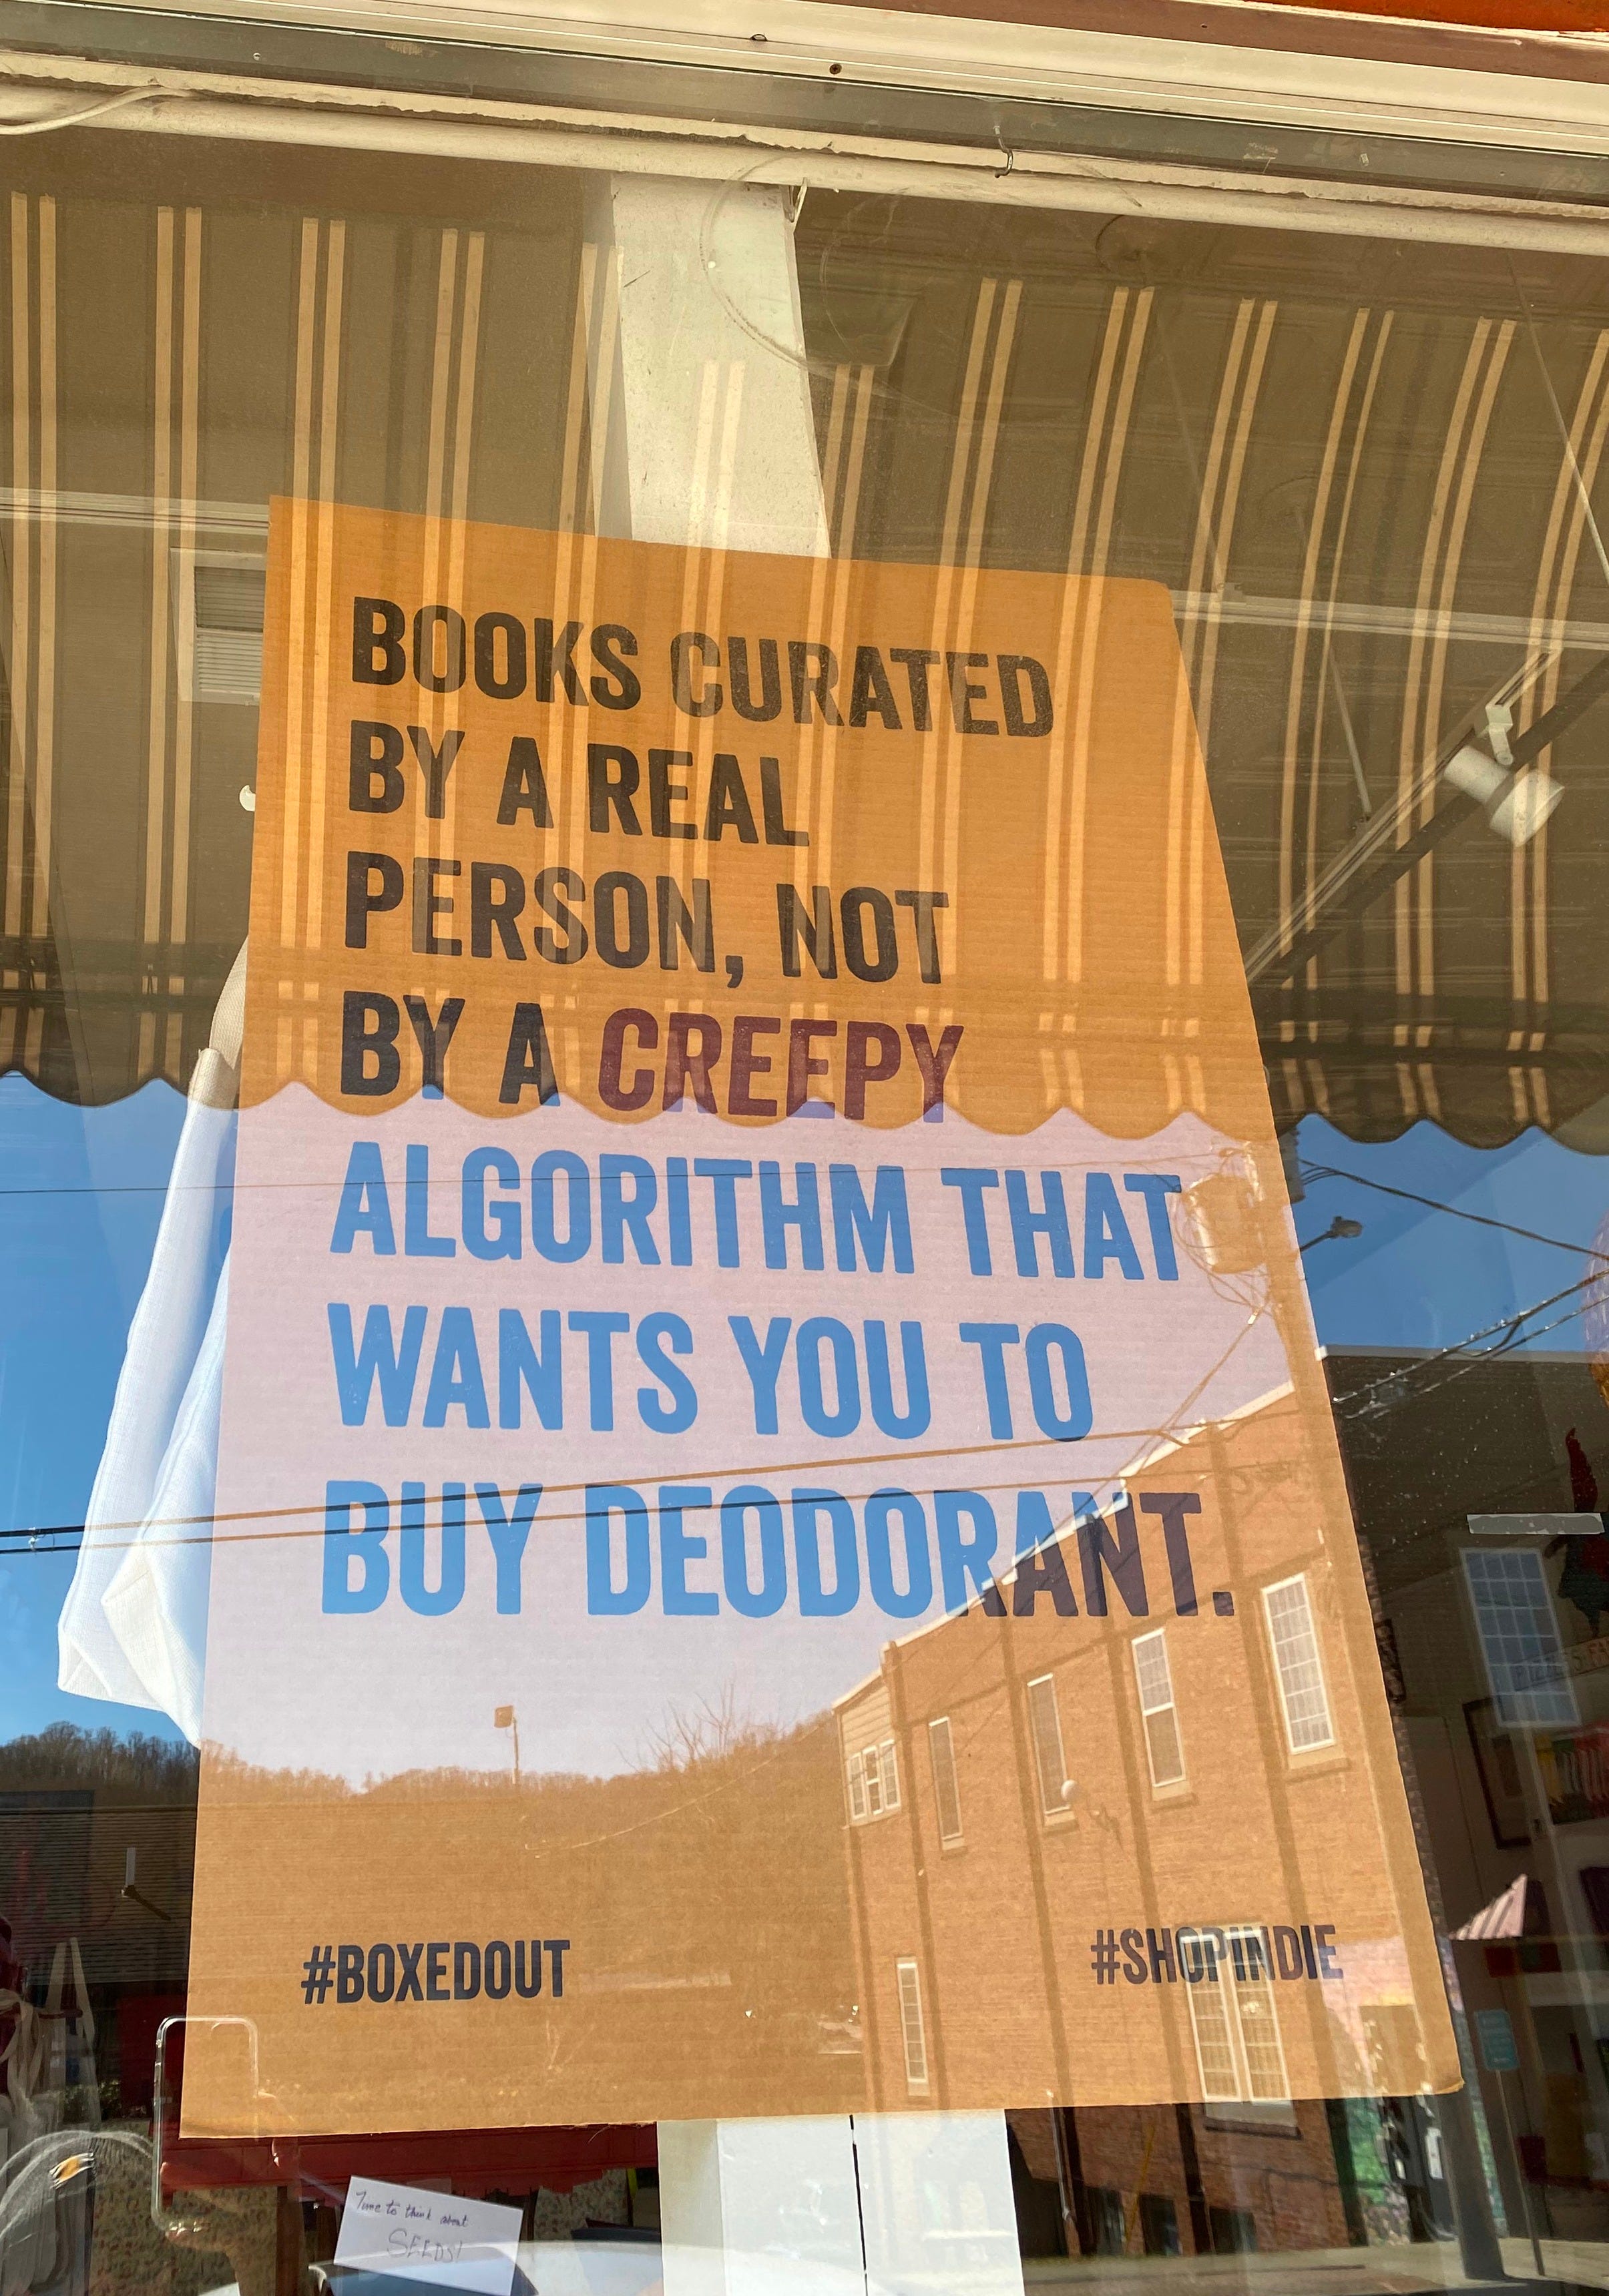 BOOKS CURATED
BY A REAL
PERSON, NOT
BY A CREEPY
ALGORITHM THAT
WANTS YOU TO
BUY DEODORANT.
#BOXEDOUT
#SHOPINDIE
Time to think about
SEEDS!